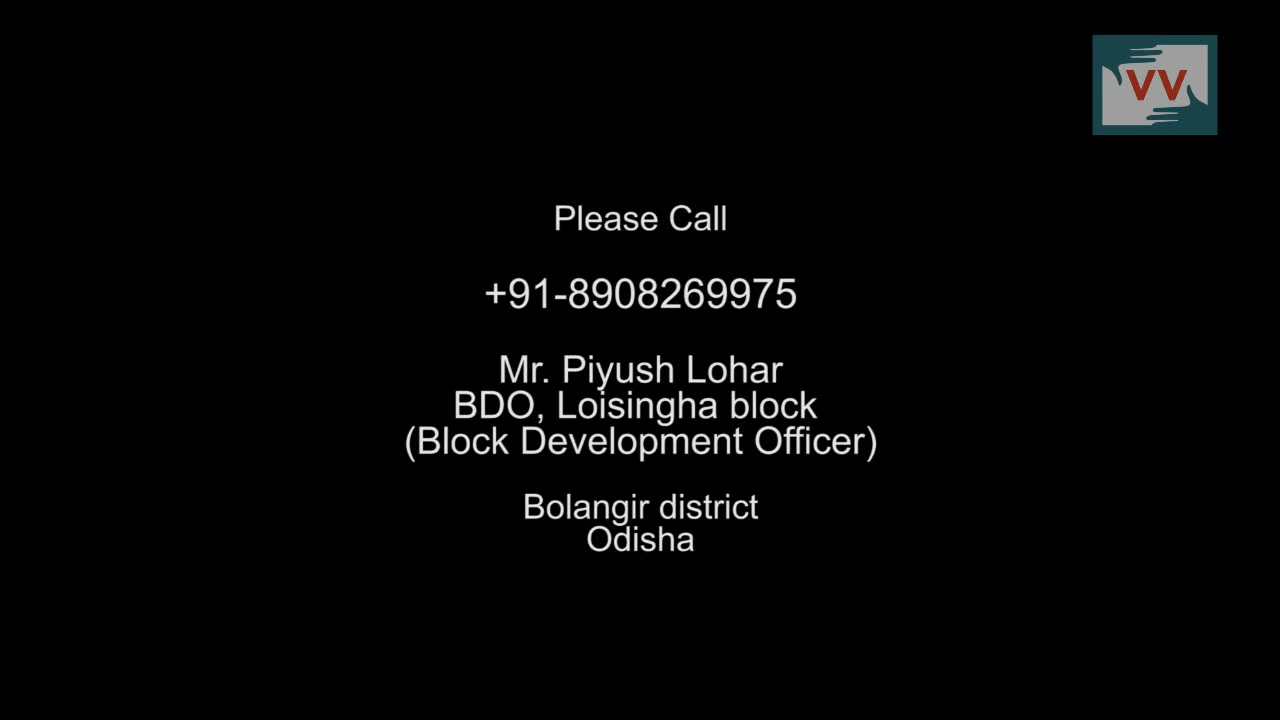 VV
Please Call
+91-8908269975
Mr. Piyush Lohar
BDO, Loisingha block
(Block Development Officer)
Bolangir district
Odisha